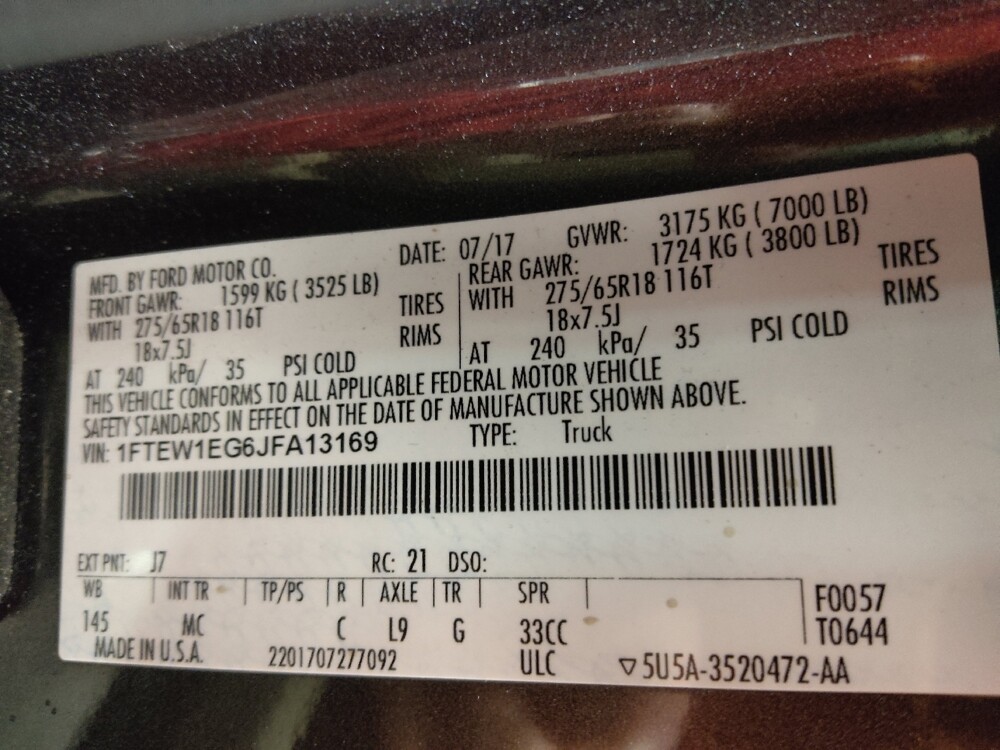 MFD. BY FORD MOTOR CO. DATE: 07/17 GVWR: 3175 KG ( 7000 LB)
FRONT GAWR: 1599 KG ( 3525 LB) REAR GAWR: 1724 KG ( 3800 LB)
WITH 275/65R18 116T TIRES WITH 275/65R18 116T TIRES
18x7.5J RIMS 18x7.5J RIMS
AT 240 kPa/ 35 PSI COLD AT 240 kPa/ 35 PSI COLD
THIS VEHICLE CONFORMS TO ALL APPLICABLE FEDERAL MOTOR VEHICLE
SAFETY STANDARDS IN EFFECT ON THE DATE OF MANUFACTURE SHOWN ABOVE.
VIN: 1FTEW1EG6JFA13169 TYPE: Truck
EXT PNT: J7 RC: 21 DSO:
WB INT TR TP/PS R AXLE TR SPR F0057
145 MC C L9 G 33CC T0644
MADE IN U.S.A. 2201707277092 ULC ▽5U5A-3520472-AA